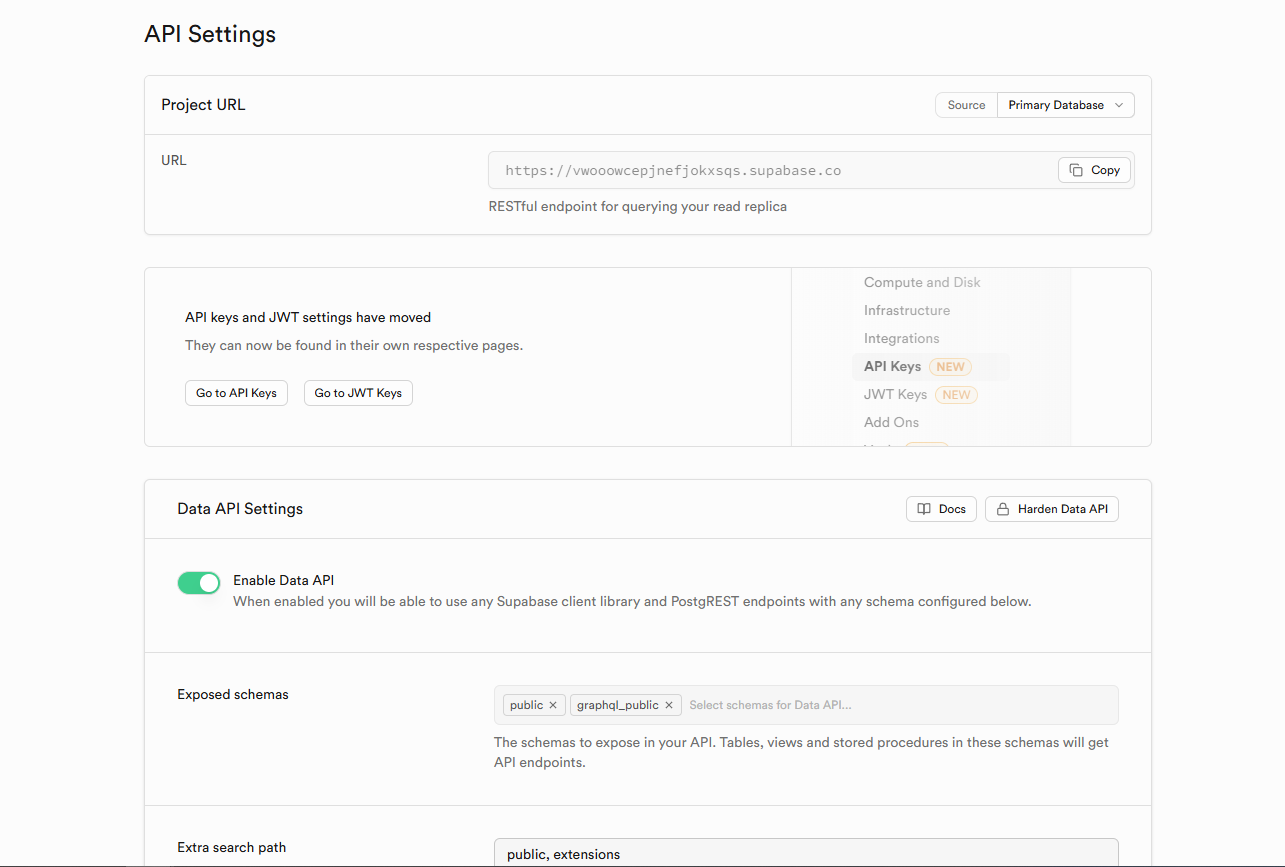 API Settings
Project URL
Source
Primary Database
URL
https://vwooowcepjnefjokxsqs.supabase.co
Copy
RESTful endpoint for querying your read replica
API keys and JWT settings have moved
They can now be found in their own respective pages.
Go to API Keys
Go to JWT Keys
Compute and Disk
Infrastructure
Integrations
API Keys NEW
JWT Keys NEW
Add Ons
Data API Settings
Docs
Harden Data API
Enable Data API
When enabled you will be able to use any Supabase client library and PostgREST endpoints with any schema configured below.
Exposed schemas
public
graphql_public
Select schemas for Data API...
The schemas to expose in your API. Tables, views and stored procedures in these schemas will get
API endpoints.
Extra search path
public, extensions